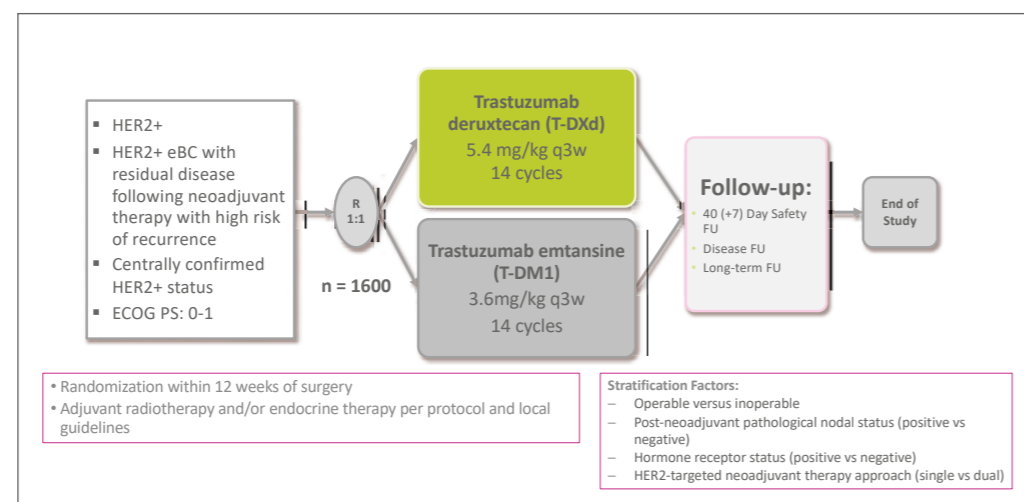 ▪ HER2+
▪ HER2+ eBC with
residual disease
following neoadjuvant
therapy with high risk
of recurrence
▪ Centrally confirmed
HER2+ status
▪ ECOG PS: 0-1
R
1:1
n = 1600
Trastuzumab
deruxtecan (T-DXd)
5.4 mg/kg q3w
14 cycles
Trastuzumab emtansine
(T-DM1)
3.6mg/kg q3w
14 cycles
Follow-up:
• 40 (+7) Day Safety
FU
• Disease FU
• Long-term FU
End of
Study
• Randomization within 12 weeks of surgery
• Adjuvant radiotherapy and/or endocrine therapy per protocol and local
guidelines
Stratification Factors:
– Operable versus inoperable
– Post-neoadjuvant pathological nodal status (positive vs
negative)
– Hormone receptor status (positive vs negative)
– HER2-targeted neoadjuvant therapy approach (single vs dual)